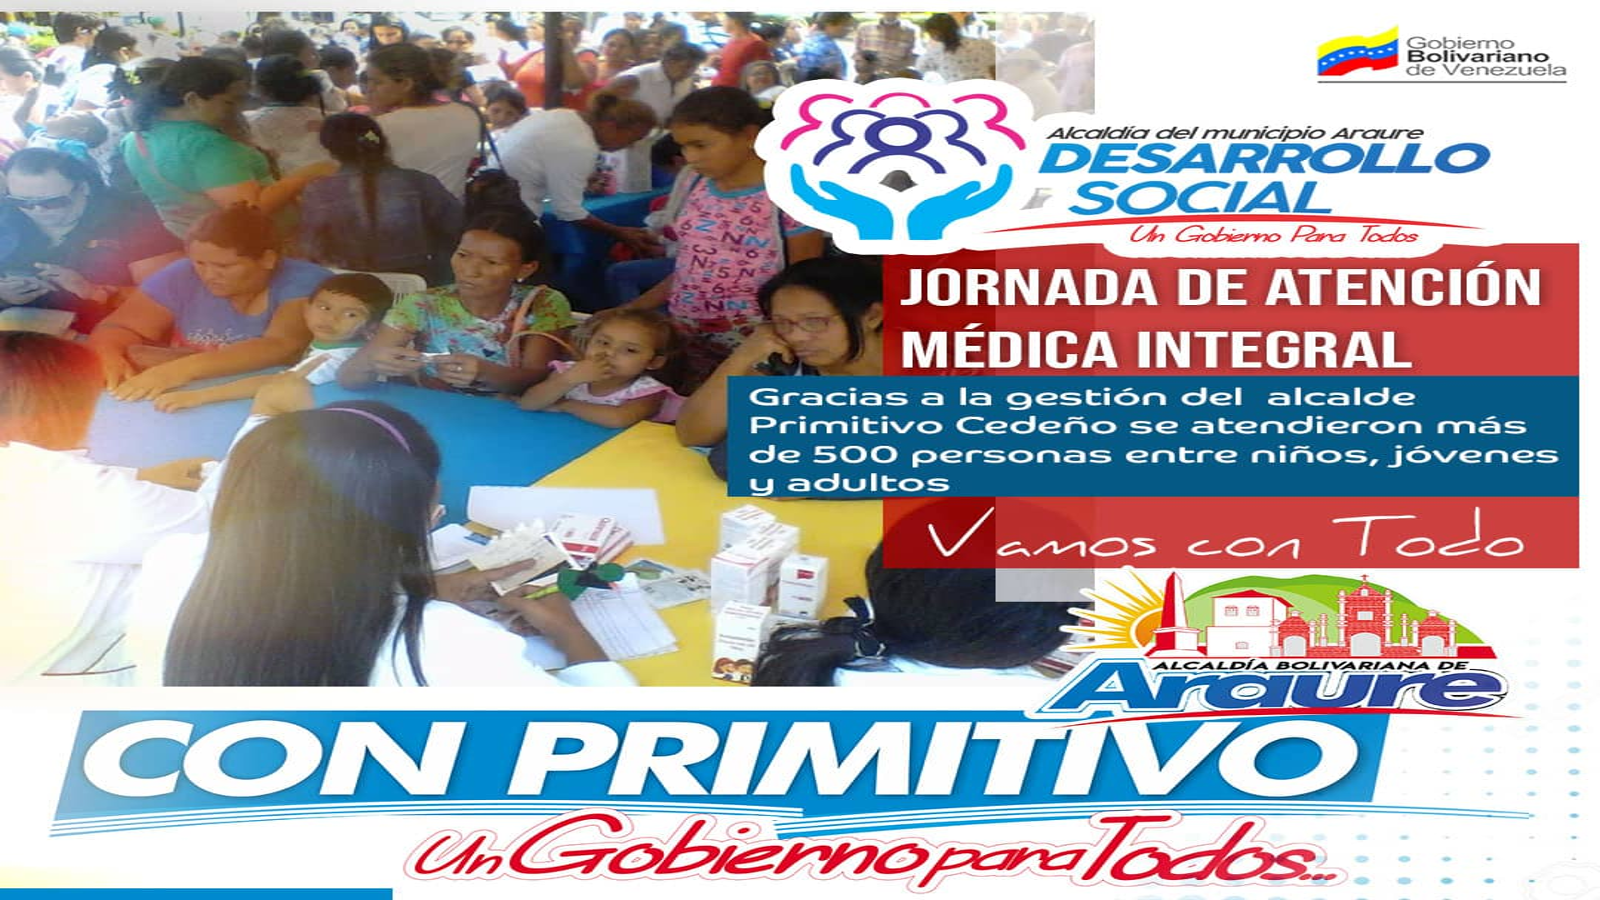 Gobierno
Bolivariano
de Venezuela
Alcaldía del municipio Araure
DESARROLLO
SOCIAL
Un Gobierno Para Todos
JORNADA DE ATENCIÓN
MÉDICA INTEGRAL
Gracias a la gestión del alcalde
Primitivo Cedeño se atendieron más
de 500 personas entre niños, jóvenes
y adultos
Vamos con Todo
ALCALDÍA BOLIVARIANA DE
Araure
CON PRIMITIVO
Un Gobierno para Todos...